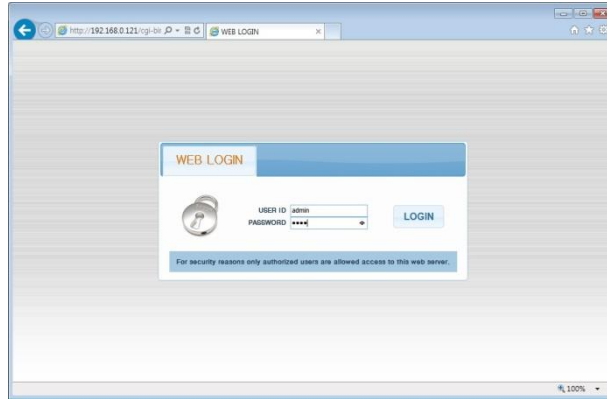 http://192.168.0.121/cgi-bin
WEB LOGIN
WEB LOGIN
USER ID admin
PASSWORD ••••
LOGIN
For security reasons only authorized users are allowed access to this web server.
100%